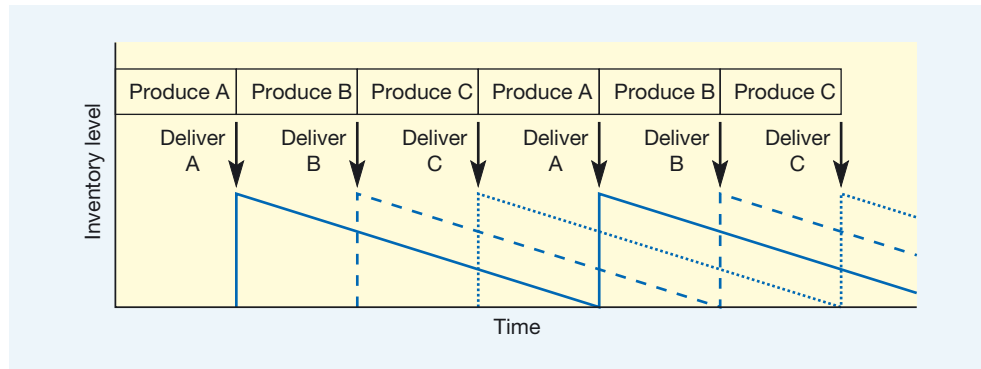 Produce A Produce B Produce C Produce A Produce B Produce C
Deliver Deliver Deliver Deliver Deliver Deliver
A B C A B C
Inventory level
Time